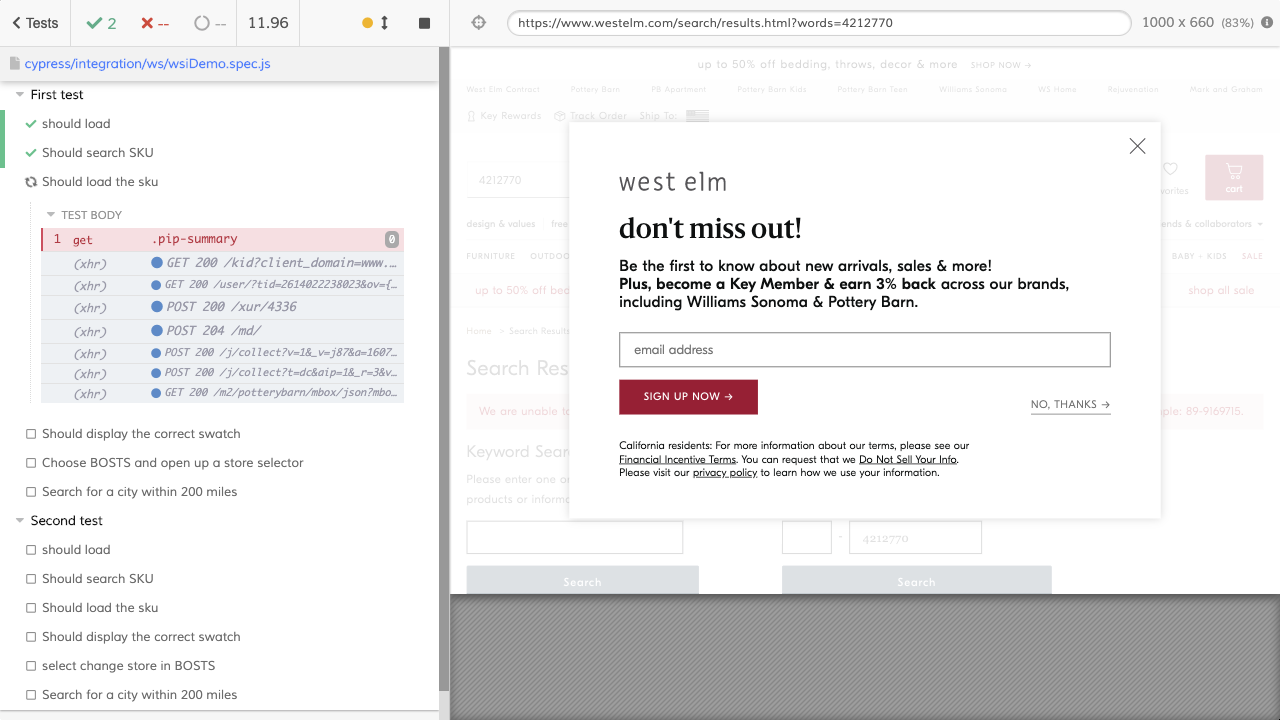 Tests
2
--
--
11.96
https://www.westelm.com/search/results.html?words=4212770
1000 x 660 (83%)
cypress/integration/ws/wsiDemo.spec.js
First test
should load
Should search SKU
Should load the sku
TEST BODY
1 get .pip-summary 0
(xhr) GET 200 /kid?client_domain=www.…
(xhr) GET 200 /user/?tid=2614022238023&ov={…
(xhr) POST 200 /xur/4336
(xhr) POST 204 /md/
(xhr) POST 200 /j/collect?v=1&_v=j87&a=1607…
(xhr) POST 200 /j/collect?t=dc&aip=1&_r=3&v…
(xhr) GET 200 /m2/potterybarn/mbox/json?mbo…
Should display the correct swatch
Choose BOSTS and open up a store selector
Search for a city within 200 miles
Second test
should load
Should search SKU
Should load the sku
Should display the correct swatch
select change store in BOSTS
Search for a city within 200 miles
up to 50% off bedding, throws, decor & more SHOP NOW →
West Elm Contract Pottery Barn PB Apartment Pottery Barn Kids Pottery Barn Teen Williams Sonoma WS Home Rejuvenation Mark and Graham
Key Rewards Track Order Ship To:
4212770
vorites
cart
design & values free
ends & collaborators
FURNITURE OUTDOO
BABY + KIDS SALE
up to 50% off bed
shop all sale
Home > Search Results
Search Res
We are unable to
ple: 89-9169715.
Keyword Sear
Please enter one or
products or informa
west elm
don't miss out!
Be the first to know about new arrivals, sales & more!
Plus, become a Key Member & earn 3% back across our brands,
including Williams Sonoma & Pottery Barn.
email address
SIGN UP NOW →
NO, THANKS →
California residents: For more information about our terms, please see our
Financial Incentive Terms. You can request that we Do Not Sell Your Info.
Please visit our privacy policy to learn how we use your information.
- 4212770
Search
Search